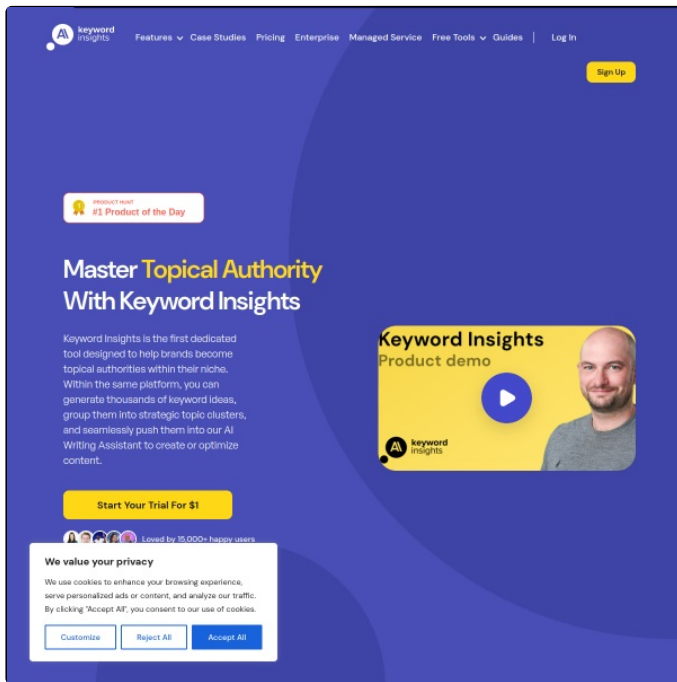 keyword
insights
Features Case Studies Pricing Enterprise Managed Service Free Tools Guides Log In
Sign Up
PRODUCT HUNT
#1 Product of the Day
Master Topical Authority
With Keyword Insights
Keyword Insights is the first dedicated
tool designed to help brands become
topical authorities within their niche.
Within the same platform, you can
generate thousands of keyword ideas,
group them into strategic topic clusters,
and seamlessly push them into our AI
Writing Assistant to create or optimize
content.
Keyword Insights
Product demo
keyword
insights
Start Your Trial For $1
Loved by 15,000+ happy users
We value your privacy
We use cookies to enhance your browsing experience,
serve personalized ads or content, and analyze our traffic.
By clicking "Accept All", you consent to our use of cookies.
Customize Reject All Accept All